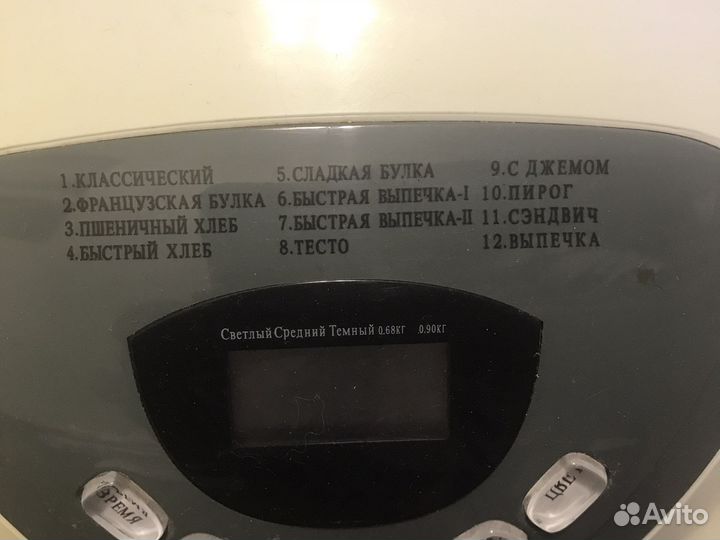 1.КЛАССИЧЕСКИЙ
2.ФРАНЦУЗСКАЯ БУЛКА
3.ПШЕНИЧНЫЙ ХЛЕБ
4.БЫСТРЫЙ ХЛЕБ
5.СЛАДКАЯ БУЛКА
6.БЫСТРАЯ ВЫПЕЧКА-I
7.БЫСТРАЯ ВЫПЕЧКА-II
8.ТЕСТО
9.С ДЖЕМОМ
10.ПИРОГ
11.СЭНДВИЧ
12.ВЫПЕЧКА
Светлый Средний Темный 0.68КГ .0.90КГ
ВРЕМЯ
ЦВЕТ
Avito